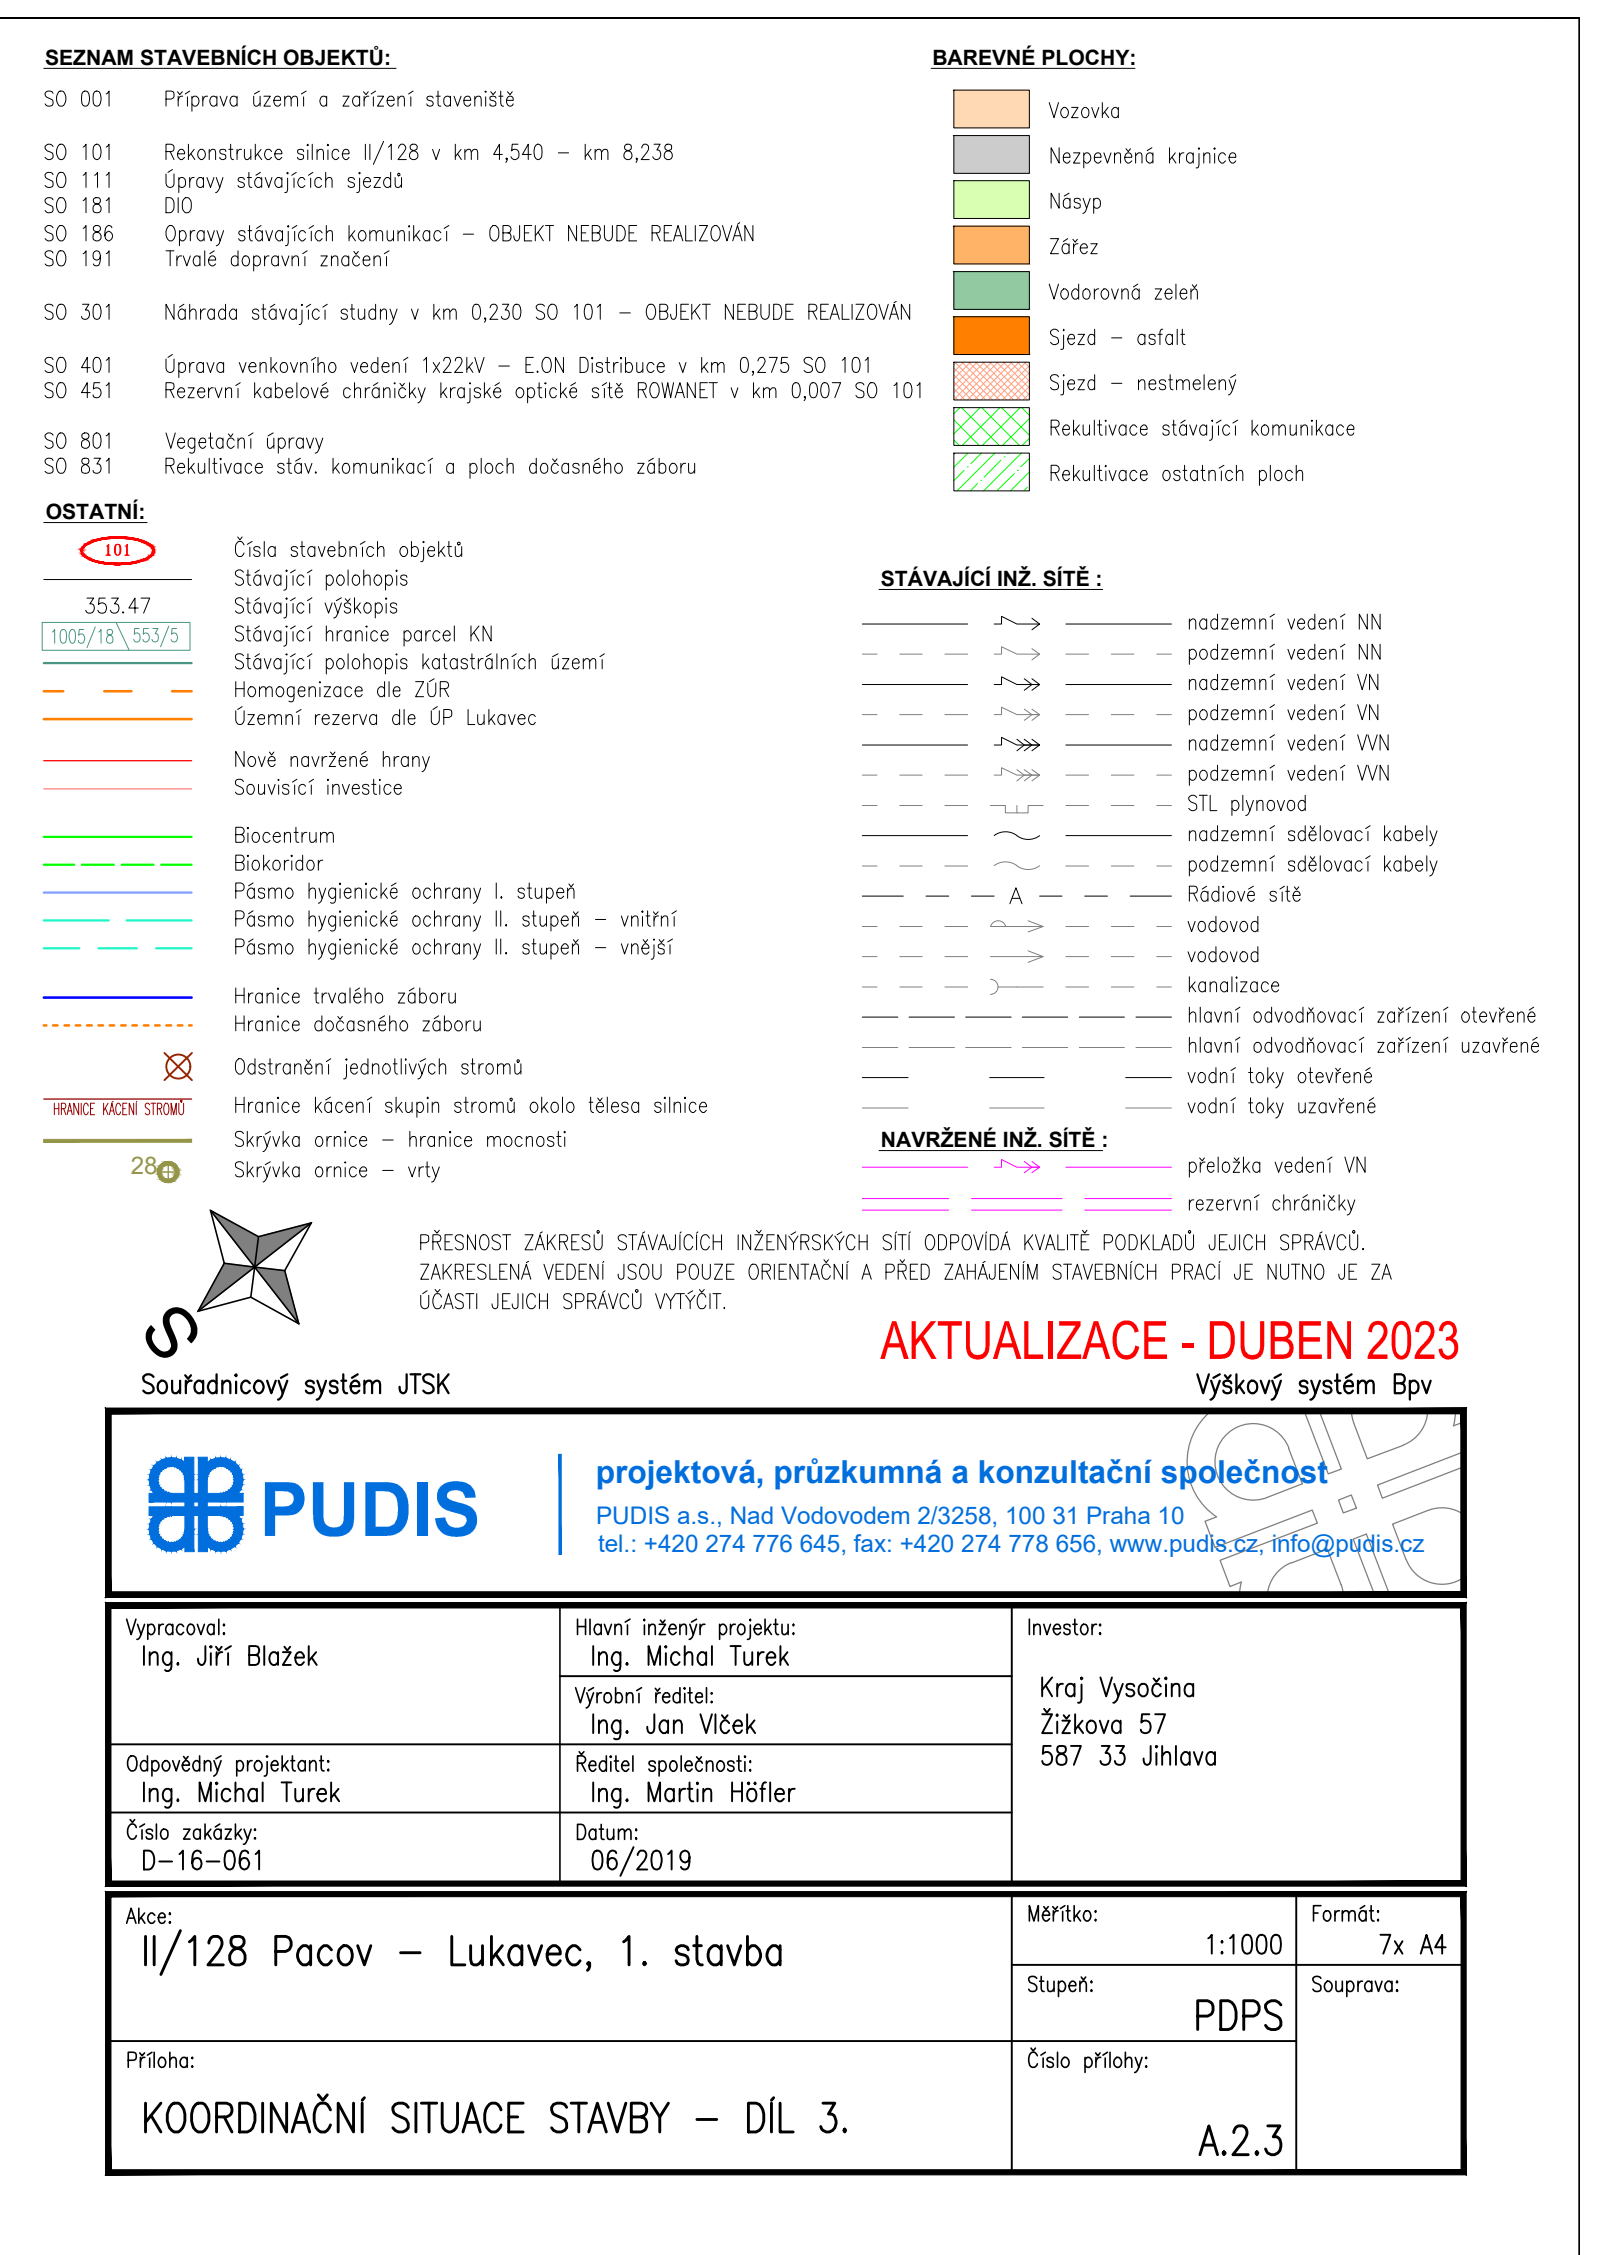 SEZNAM STAVEBNÍCH OBJEKTŮ:
SO 001 Příprava území a zařízení staveniště
SO 101 Rekonstrukce silnice II/128 v km 4,540 – km 8,238
SO 111 Úpravy stávajících sjezdů
SO 181 DIO
SO 186 Opravy stávajících komunikací – OBJEKT NEBUDE REALIZOVÁN
SO 191 Trvalé dopravní značení
SO 301 Náhrada stávající studny v km 0,230 SO 101 – OBJEKT NEBUDE REALIZOVÁN
SO 401 Úprava venkovního vedení 1x22kV – E.ON Distribuce v km 0,275 SO 101
SO 451 Rezervní kabelové chráničky krajské optické sítě ROWANET v km 0,007 SO 101
SO 801 Vegetační úpravy
SO 831 Rekultivace stáv. komunikací a ploch dočasného záboru
BAREVNÉ PLOCHY:
Vozovka
Nezpevněná krajnice
Násyp
Zářez
Vodorovná zeleň
Sjezd – asfalt
Sjezd – nestmelený
Rekultivace stávající komunikace
Rekultivace ostatních ploch
OSTATNÍ:
101 Čísla stavebních objektů
Stávající polohopis
353.47 Stávající výškopis
1005/18 553/5 Stávající hranice parcel KN
Stávající polohopis katastrálních území
Homogenizace dle ZÚR
Územní rezerva dle ÚP Lukavec
Nově navržené hrany
Souvisící investice
Biocentrum
Biokoridor
Pásmo hygienické ochrany I. stupeň
Pásmo hygienické ochrany II. stupeň – vnitřní
Pásmo hygienické ochrany II. stupeň – vnější
Hranice trvalého záboru
Hranice dočasného záboru
Odstranění jednotlivých stromů
HRANICE KÁCENÍ STROMŮ Hranice kácení skupin stromů okolo tělesa silnice
Skrývka ornice – hranice mocnosti
28 Skrývka ornice – vrty
STÁVAJÍCÍ INŽ. SÍTĚ :
nadzemní vedení NN
podzemní vedení NN
nadzemní vedení VN
podzemní vedení VN
nadzemní vedení VVN
podzemní vedení VVN
STL plynovod
nadzemní sdělovací kabely
podzemní sdělovací kabely
A Rádiové sítě
vodovod
vodovod
kanalizace
hlavní odvodňovací zařízení otevřené
hlavní odvodňovací zařízení uzavřené
vodní toky otevřené
vodní toky uzavřené
NAVRŽENÉ INŽ. SÍTĚ :
přeložka vedení VN
rezervní chráničky
PŘESNOST ZÁKRESŮ STÁVAJÍCÍCH INŽENÝRSKÝCH SÍTÍ ODPOVÍDÁ KVALITĚ PODKLADŮ JEJICH SPRÁVCŮ.
ZAKRESLENÁ VEDENÍ JSOU POUZE ORIENTAČNÍ A PŘED ZAHÁJENÍM STAVEBNÍCH PRACÍ JE NUTNO JE ZA
ÚČASTI JEJICH SPRÁVCŮ VYTÝČIT.
S
AKTUALIZACE - DUBEN 2023
Souřadnicový systém JTSK
Výškový systém Bpv
PUDIS
projektová, průzkumná a konzultační společnost
PUDIS a.s., Nad Vodovodem 2/3258, 100 31 Praha 10
tel.: +420 274 776 645, fax: +420 274 778 656, www.pudis.cz, info@pudis.cz
Vypracoval:
Ing. Jiří Blažek
Hlavní inženýr projektu:
Ing. Michal Turek
Výrobní ředitel:
Ing. Jan Vlček
Investor:
Kraj Vysočina
Žižkova 57
587 33 Jihlava
Odpovědný projektant:
Ing. Michal Turek
Ředitel společnosti:
Ing. Martin Höfler
Číslo zakázky:
D–16–061
Datum:
06/2019
Akce:
II/128 Pacov – Lukavec, 1. stavba
Měřítko:
1:1000
Formát:
7x A4
Stupeň:
PDPS
Souprava:
Příloha:
KOORDINAČNÍ SITUACE STAVBY – DÍL 3.
Číslo přílohy:
A.2.3